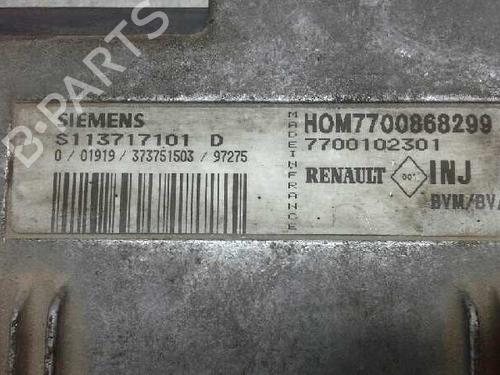 B-PARTS
SIEMENS
S113717101 D
0 / 01919 / 373751503 / 97275
MADE IN FRANCE
HOM7700868299
7700102301
RENAULT INJ
BVM/BV/